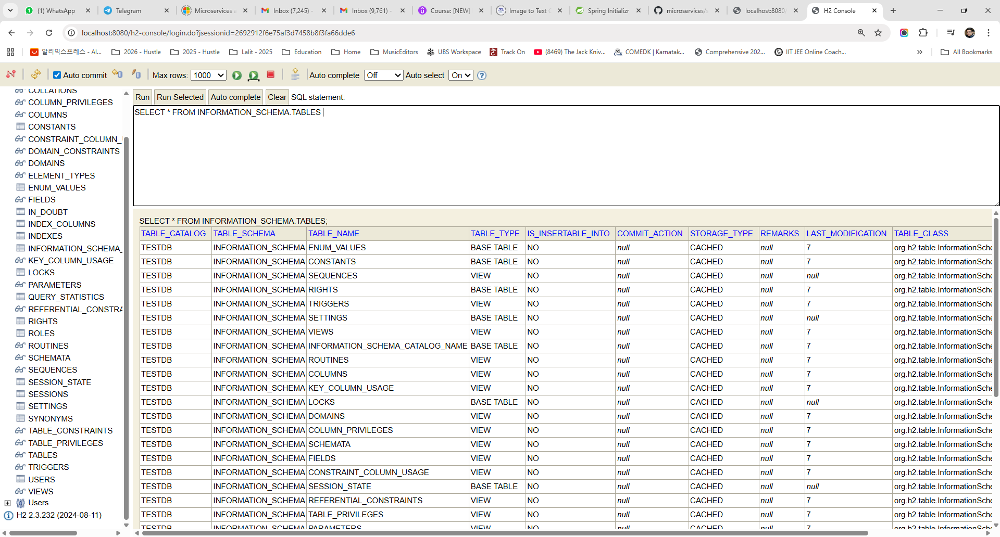 (1) WhatsApp
Telegram
Microservices a
Inbox (7,245) -
Inbox (9,761) -
Course: [NEW]
Image to Text
Spring Initializr
microservices/s
localhost:8080/
H2 Console
localhost:8080/h2-console/login.do?jsessionid=2692912f6e75af3d7458b8f3fa66dde6
알리익스프레스 - Al...
2026 - Hustle
2025 - Hustle
Lalit - 2025
Education
Home
MusicEditors
UBS Workspace
Track On
(8469) The Jack Kniv...
COMEDK | Karnatak...
Comprehensive 202...
IIT JEE Online Coach...
All Bookmarks
Auto commit
Max rows: 1000
Auto complete Off
Auto select On
COLLATIONS
COLUMN_PRIVILEGES
COLUMNS
CONSTANTS
CONSTRAINT_COLUMN_
DOMAIN_CONSTRAINTS
DOMAINS
ELEMENT_TYPES
ENUM_VALUES
FIELDS
IN_DOUBT
INDEX_COLUMNS
INDEXES
INFORMATION_SCHEMA_
KEY_COLUMN_USAGE
LOCKS
PARAMETERS
QUERY_STATISTICS
REFERENTIAL_CONSTRA
RIGHTS
ROLES
ROUTINES
SCHEMATA
SEQUENCES
SESSION_STATE
SESSIONS
SETTINGS
SYNONYMS
TABLE_CONSTRAINTS
TABLE_PRIVILEGES
TABLES
TRIGGERS
USERS
VIEWS
Users
H2 2.3.232 (2024-08-11)
Run Run Selected Auto complete Clear SQL statement:
SELECT * FROM INFORMATION_SCHEMA.TABLES
SELECT * FROM INFORMATION_SCHEMA.TABLES;
TABLE_CATALOG TABLE_SCHEMA TABLE_NAME TABLE_TYPE IS_INSERTABLE_INTO COMMIT_ACTION STORAGE_TYPE REMARKS LAST_MODIFICATION TABLE_CLASS
TESTDB INFORMATION_SCHEMA ENUM_VALUES BASE TABLE NO null CACHED null 7 org.h2.table.InformationSche
TESTDB INFORMATION_SCHEMA CONSTANTS BASE TABLE NO null CACHED null 7 org.h2.table.InformationSche
TESTDB INFORMATION_SCHEMA SEQUENCES VIEW NO null CACHED null null org.h2.table.InformationSche
TESTDB INFORMATION_SCHEMA RIGHTS BASE TABLE NO null CACHED null 7 org.h2.table.InformationSche
TESTDB INFORMATION_SCHEMA TRIGGERS VIEW NO null CACHED null 7 org.h2.table.InformationSche
TESTDB INFORMATION_SCHEMA SETTINGS BASE TABLE NO null CACHED null null org.h2.table.InformationSche
TESTDB INFORMATION_SCHEMA VIEWS VIEW NO null CACHED null 7 org.h2.table.InformationSche
TESTDB INFORMATION_SCHEMA INFORMATION_SCHEMA_CATALOG_NAME BASE TABLE NO null CACHED null 7 org.h2.table.InformationSche
TESTDB INFORMATION_SCHEMA ROUTINES VIEW NO null CACHED null 7 org.h2.table.InformationSche
TESTDB INFORMATION_SCHEMA COLUMNS VIEW NO null CACHED null 7 org.h2.table.InformationSche
TESTDB INFORMATION_SCHEMA KEY_COLUMN_USAGE VIEW NO null CACHED null 7 org.h2.table.InformationSche
TESTDB INFORMATION_SCHEMA LOCKS BASE TABLE NO null CACHED null null org.h2.table.InformationSche
TESTDB INFORMATION_SCHEMA DOMAINS VIEW NO null CACHED null 7 org.h2.table.InformationSche
TESTDB INFORMATION_SCHEMA COLUMN_PRIVILEGES VIEW NO null CACHED null 7 org.h2.table.InformationSche
TESTDB INFORMATION_SCHEMA SCHEMATA VIEW NO null CACHED null 7 org.h2.table.InformationSche
TESTDB INFORMATION_SCHEMA FIELDS VIEW NO null CACHED null 7 org.h2.table.InformationSche
TESTDB INFORMATION_SCHEMA CONSTRAINT_COLUMN_USAGE VIEW NO null CACHED null 7 org.h2.table.InformationSche
TESTDB INFORMATION_SCHEMA SESSION_STATE BASE TABLE NO null CACHED null null org.h2.table.InformationSche
TESTDB INFORMATION_SCHEMA REFERENTIAL_CONSTRAINTS VIEW NO null CACHED null 7 org.h2.table.InformationSche
TESTDB INFORMATION_SCHEMA TABLE_PRIVILEGES VIEW NO null CACHED null 7 org.h2.table.InformationSche
TESTDB INFORMATION_SCHEMA PARAMETERS VIEW NO null CACHED null 7 org.h2.table.InformationSche